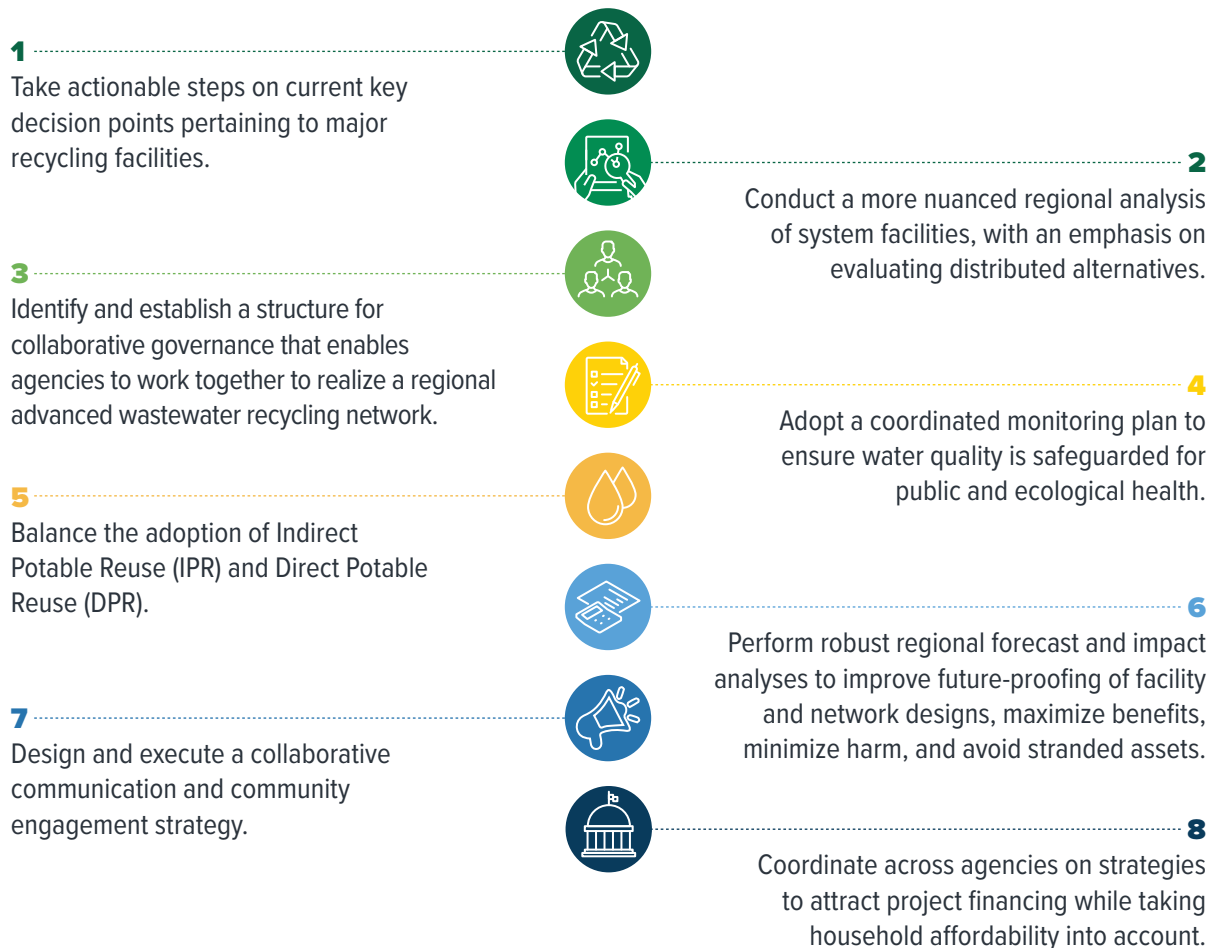 1
Take actionable steps on current key
decision points pertaining to major
recycling facilities.
2
Conduct a more nuanced regional analysis
of system facilities, with an emphasis on
evaluating distributed alternatives.
3
Identify and establish a structure for
collaborative governance that enables
agencies to work together to realize a regional
advanced wastewater recycling network.
4
Adopt a coordinated monitoring plan to
ensure water quality is safeguarded for
public and ecological health.
5
Balance the adoption of Indirect
Potable Reuse (IPR) and Direct Potable
Reuse (DPR).
6
Perform robust regional forecast and impact
analyses to improve future-proofing of facility
and network designs, maximize benefits,
minimize harm, and avoid stranded assets.
7
Design and execute a collaborative
communication and community
engagement strategy.
8
Coordinate across agencies on strategies
to attract project financing while taking
household affordability into account.